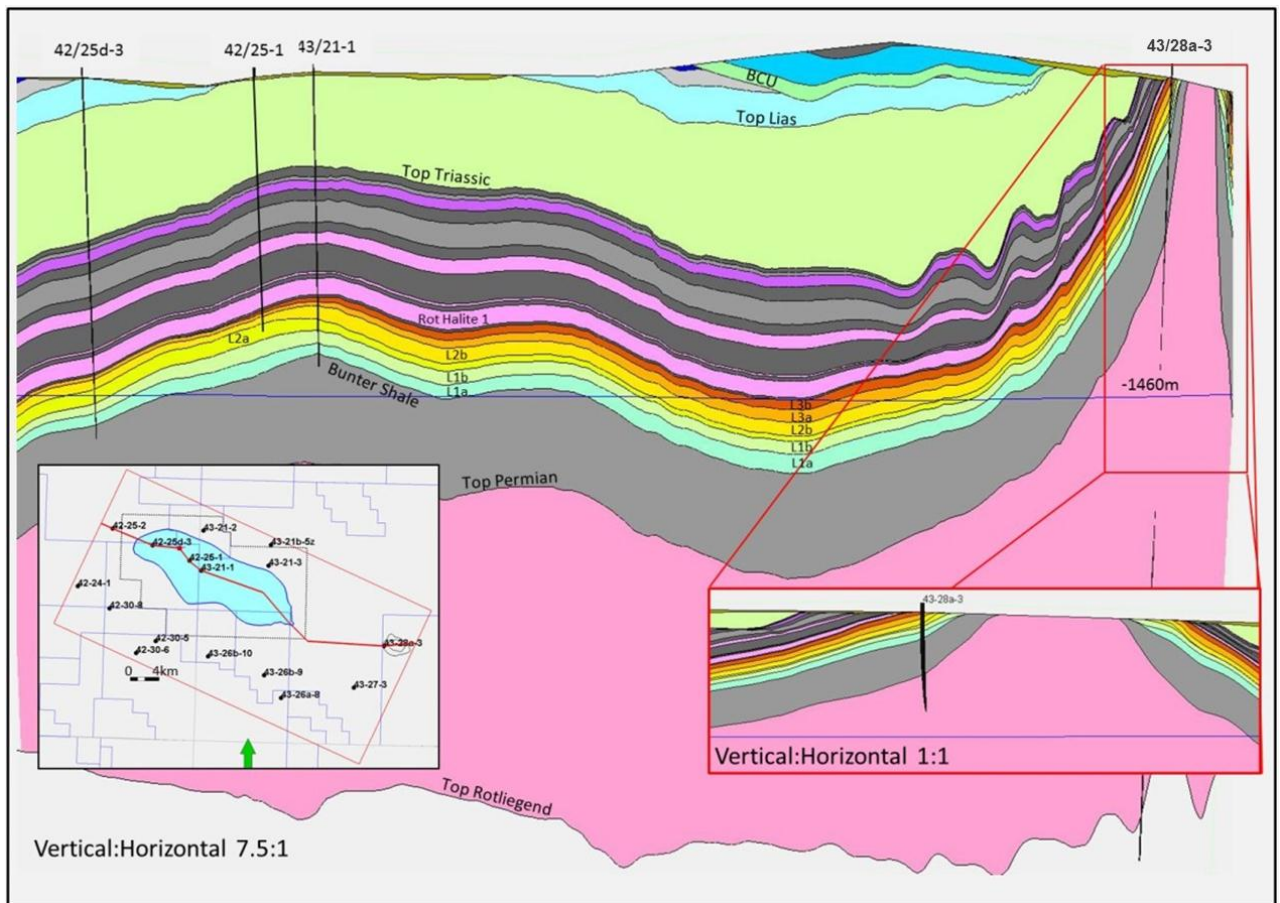 42/25d-3
42/25-1
43/21-1
43/28a-3
BCU
Top Lias
Top Triassic
Rot Halite 1
L2a
L2b
L1b
L1a
Bunter Shale
-1460m
L3b
L3a
L2b
L1b
L1a
Top Permian
42-25-2
43-21-2
42-25d-3
43-21b-5z
42-25-1
43-21-1
43-21-3
42-24-1
42-30-8
42-30-5
42-30-6
43-26b-10
43-28a-3
0 4km
43-26b-9
43-27-3
43-26a-8
43-28a-3
Vertical:Horizontal 1:1
Top Rotliegend
Vertical:Horizontal 7.5:1